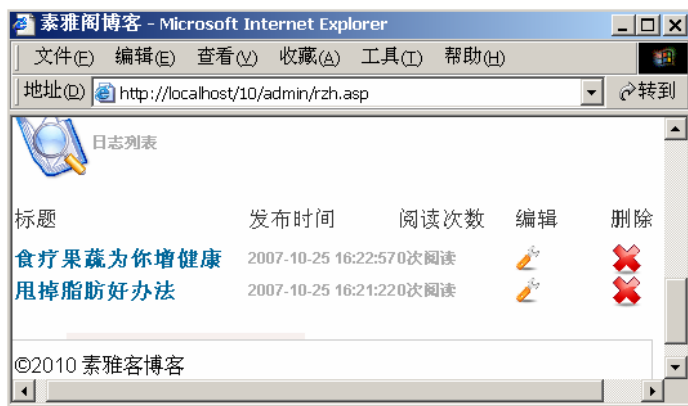 素雅阁博客 - Microsoft Internet Explorer
文件(F) 编辑(E) 查看(V) 收藏(A) 工具(T) 帮助(H)
地址(D) http://localhost/10/admin/rzh.asp 转到
日志列表
标题 发布时间 阅读次数 编辑 删除
食疗果蔬为你增健康 2007-10-25 16:22:57 0次阅读
甩掉脂肪好办法 2007-10-25 16:21:22 0次阅读
©2010 素雅客博客